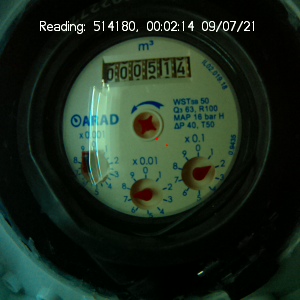 Reading: 514180, 00:02:14 09/07/21
m³
000514
ARAD
WSTsb 50
Q₃ 63, R100
MAP 16 bar H
ΔP 40, T50
x 0.001
x 0.01
x 0.1